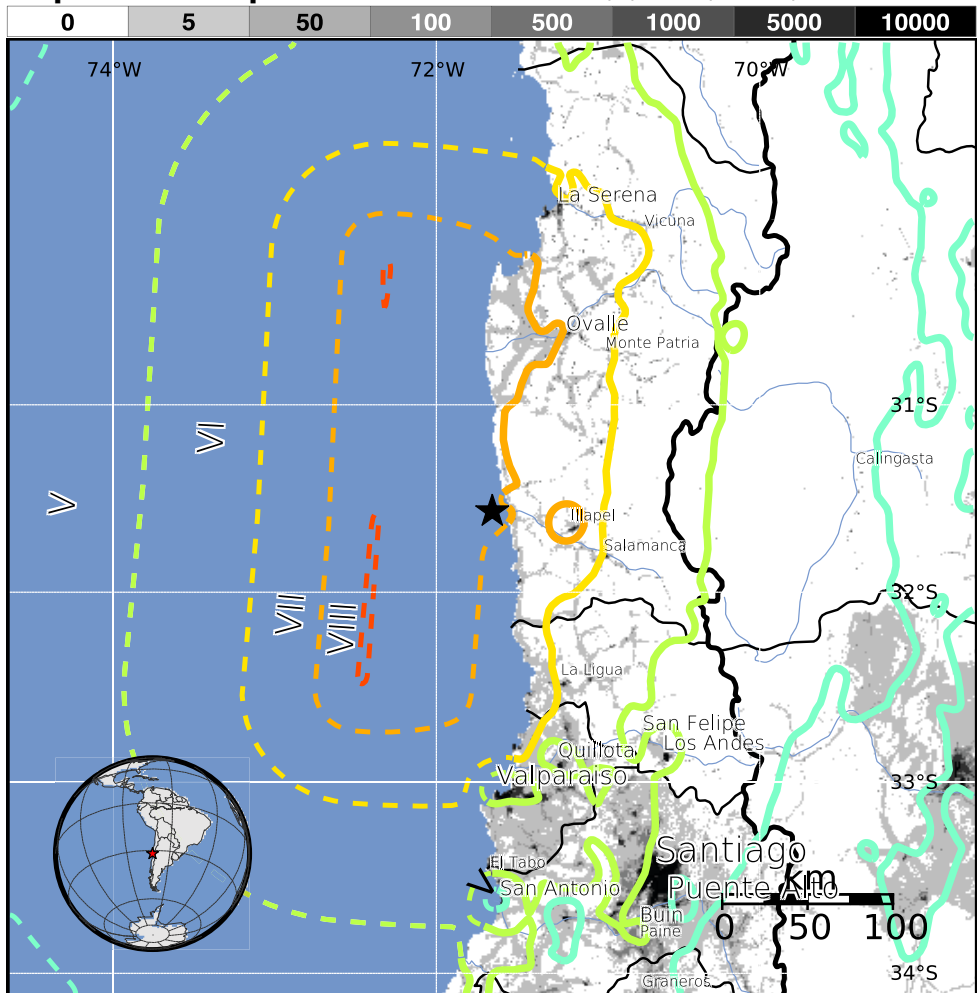 0 5 50 100 500 1000 5000 10000
74°W 72°W 70°W
La Serena
Vicuna
Ovalle
Monte Patria
31°S
VI
Calingasta
V
Illapel
Salamanca
32°S
VII
VIII
La Ligua
San Felipe
Los Andes
Quillota
Valparaiso
33°S
Santiago
El Tabo
km
V
San Antonio
Puente Alto
Buin
0 50 100
Paine
34°S
Graneros